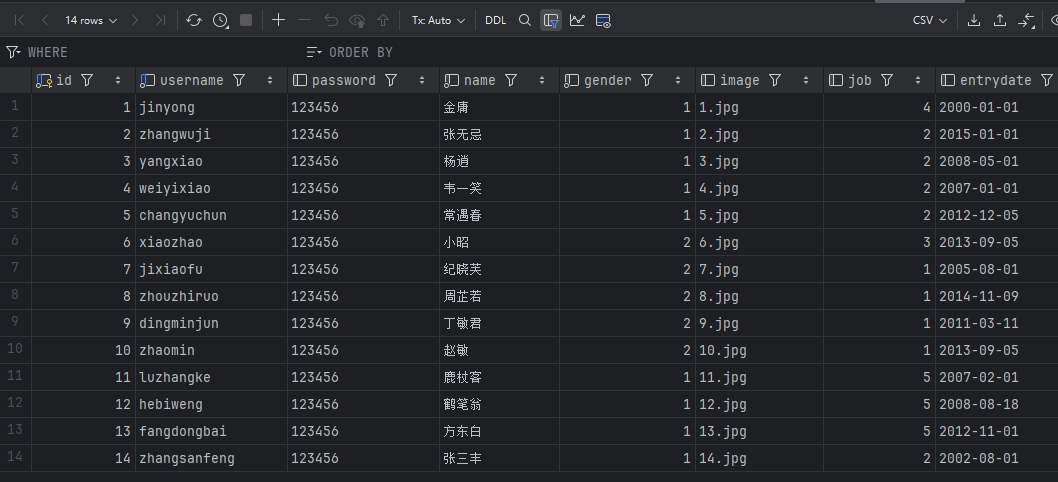 14 rows Tx: Auto DDL CSV
WHERE ORDER BY
id username password name gender image job entrydate
1 1 jinyong 123456 金庸 1 1.jpg 4 2000-01-01
2 2 zhangwuji 123456 张无忌 1 2.jpg 2 2015-01-01
3 3 yangxiao 123456 杨逍 1 3.jpg 2 2008-05-01
4 4 weiyixiao 123456 韦一笑 1 4.jpg 2 2007-01-01
5 5 changyuchun 123456 常遇春 1 5.jpg 2 2012-12-05
6 6 xiaozhao 123456 小昭 2 6.jpg 3 2013-09-05
7 7 jixiaofu 123456 纪晓芙 2 7.jpg 1 2005-08-01
8 8 zhouzhiruo 123456 周芷若 2 8.jpg 1 2014-11-09
9 9 dingminjun 123456 丁敏君 2 9.jpg 1 2011-03-11
10 10 zhaomin 123456 赵敏 2 10.jpg 1 2013-09-05
11 11 luzhangke 123456 鹿杖客 1 11.jpg 5 2007-02-01
12 12 hebiweng 123456 鹤笔翁 1 12.jpg 5 2008-08-18
13 13 fangdongbai 123456 方东白 1 13.jpg 5 2012-11-01
14 14 zhangsanfeng 123456 张三丰 1 14.jpg 2 2002-08-01